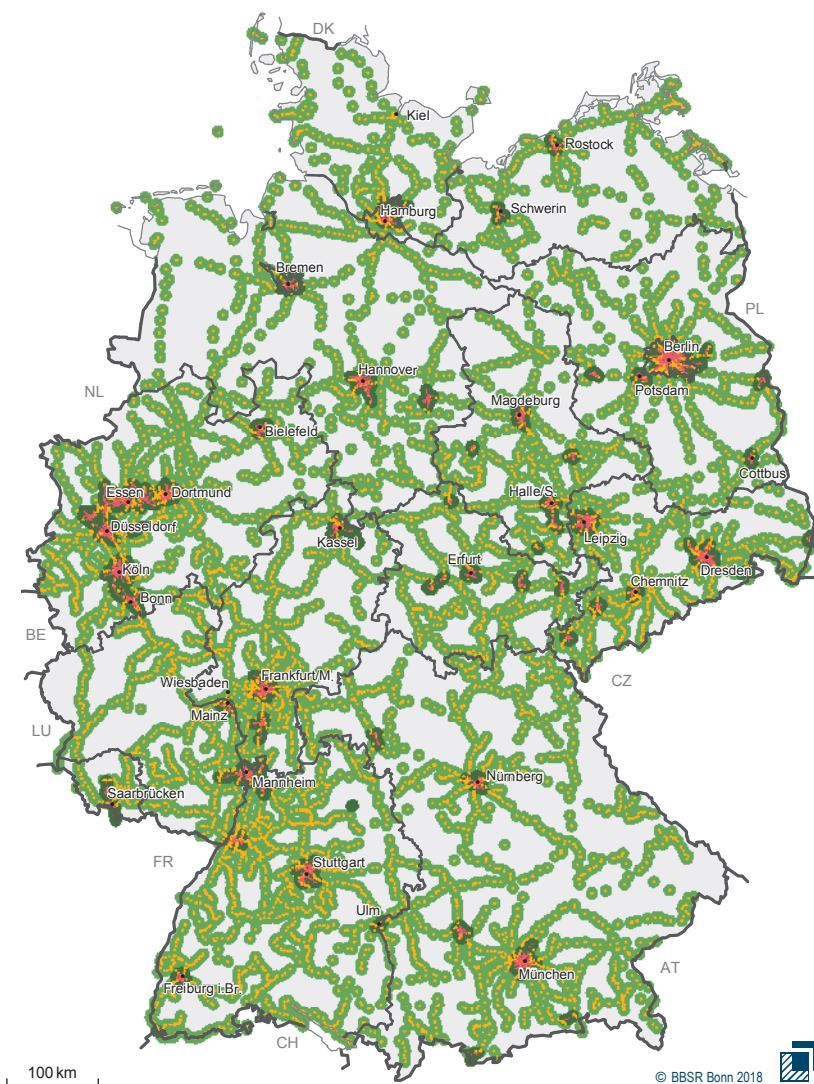 DK
Kiel
Rostock
Hamburg
Schwerin
Bremen
PL
Berlin
Hannover
Potsdam
NL
Magdeburg
Bielefeld
Cottbus
Essen
Dortmund
Halle/S.
Düsseldorf
Leipzig
Kassel
Erfurt
Dresden
Köln
Chemnitz
Bonn
BE
Wiesbaden
Frankfurt/M.
CZ
Mainz
LU
Mannheim
Nürnberg
Saarbrücken
FR
Stuttgart
Ulm
München
AT
Freiburg i.Br.
CH
100 km
© BBSR Bonn 2018